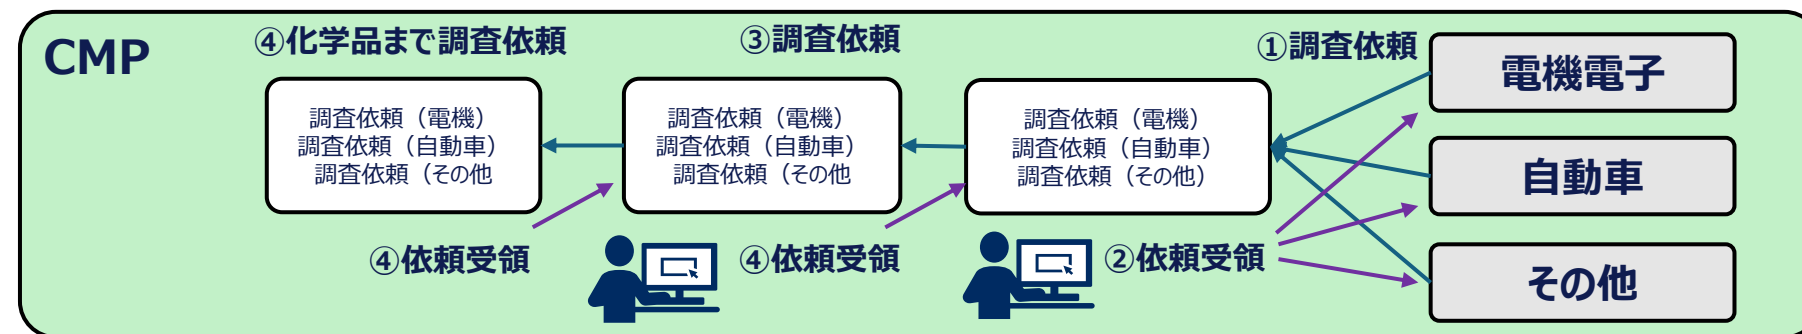 CMP
④化学品まで調査依頼
③調査依頼
①調査依頼
調査依頼（電機）
調査依頼（自動車）
調査依頼（その他
調査依頼（電機）
調査依頼（自動車）
調査依頼（その他
調査依頼（電機）
調査依頼（自動車）
調査依頼（その他）
電機電子
自動車
その他
④依頼受領
④依頼受領
②依頼受領